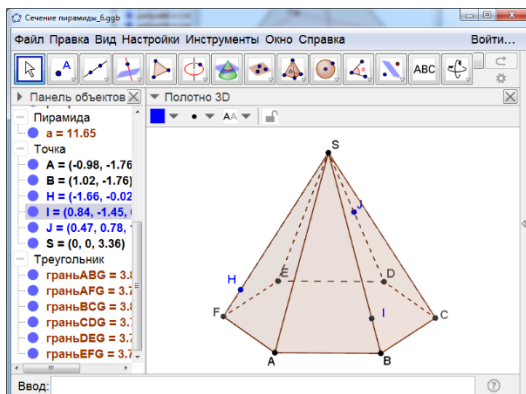 Сечение пирамиды_6.ggb
Файл Правка Вид Настройки Инструменты Окно Справка Войти...
A ABC
Панель объектов Полотно 3D
Пирамида AA
a = 11.65
Точка
A = (-0.98, -1.76
B = (1.02, -1.76)
H = (-1.66, -0.02
I = (0.84, -1.45,
J = (0.47, 0.78,
S = (0, 0, 3.36)
Треугольник
граньABG = 3.8
граньAFG = 3.7
граньBCG = 3.8
граньCDG = 3.7
граньDEG = 3.7
граньEFG = 3.7
S
J
H E D
F I C
A B
Ввод: